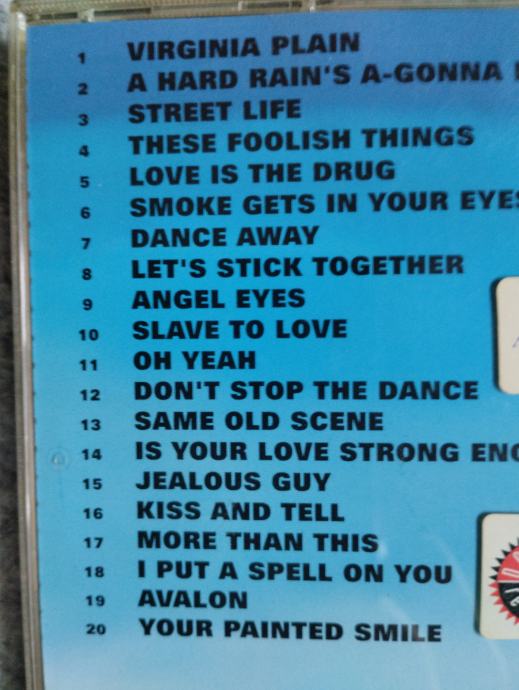 1 VIRGINIA PLAIN
2 A HARD RAIN'S A-GONNA
3 STREET LIFE
4 THESE FOOLISH THINGS
5 LOVE IS THE DRUG
6 SMOKE GETS IN YOUR EYES
7 DANCE AWAY
8 LET'S STICK TOGETHER
9 ANGEL EYES
10 SLAVE TO LOVE
11 OH YEAH
12 DON'T STOP THE DANCE
13 SAME OLD SCENE
14 IS YOUR LOVE STRONG ENO
15 JEALOUS GUY
16 KISS AND TELL
17 MORE THAN THIS
18 I PUT A SPELL ON YOU
19 AVALON
20 YOUR PAINTED SMILE